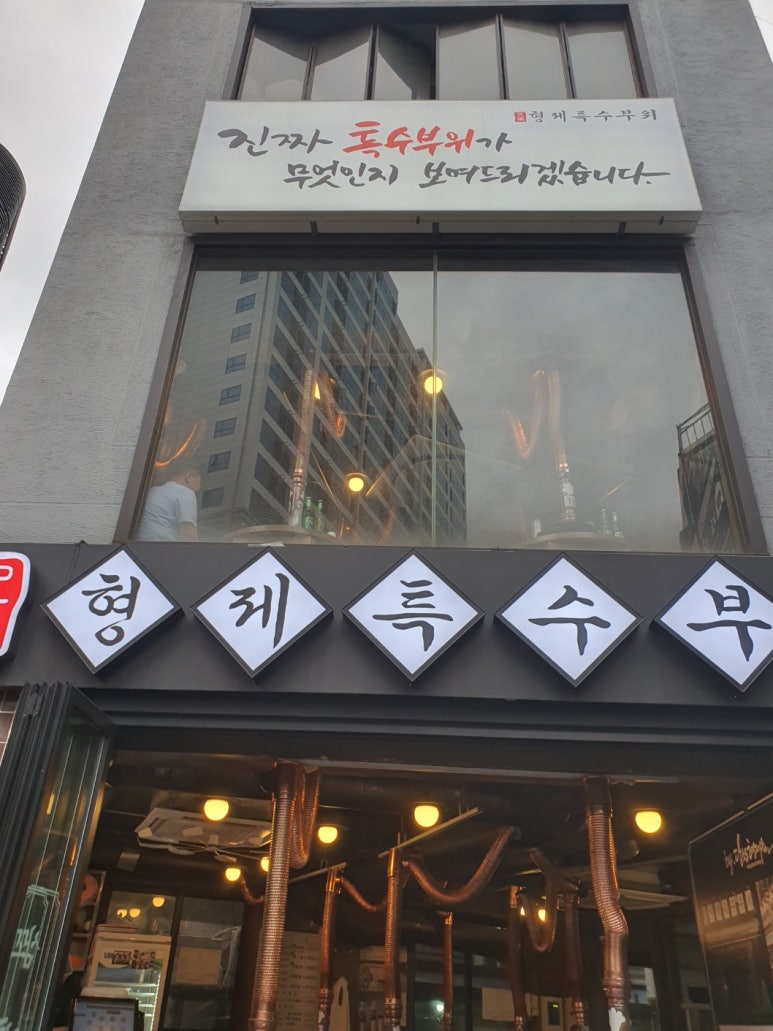 형제특수부위
진짜 특수부위가
무엇인지 보여드리겠습니다.
형제특수부